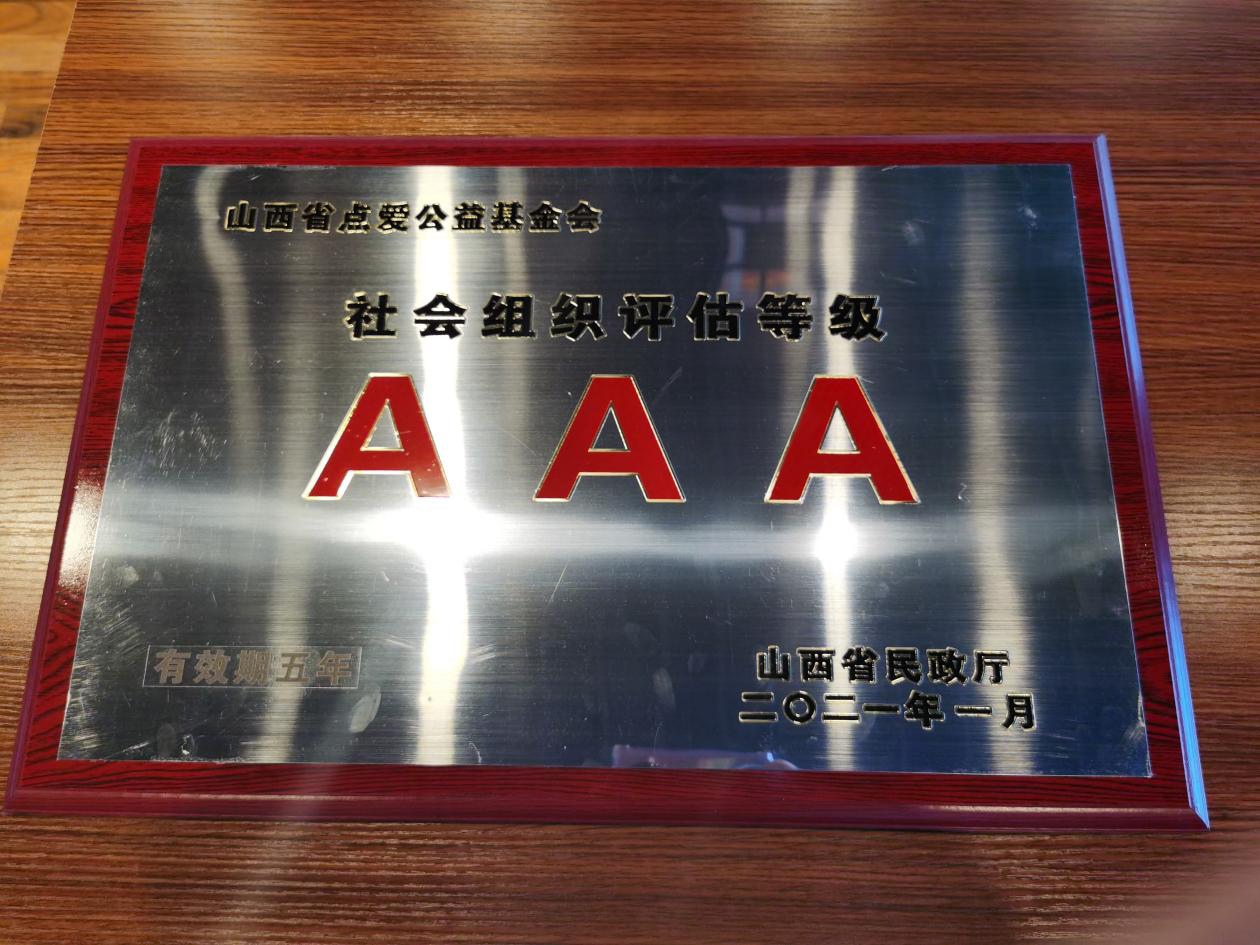 山西省点爱公益基金会
社会组织评估等级
AAA
有效期五年
山西省民政厅
二〇二一年一月